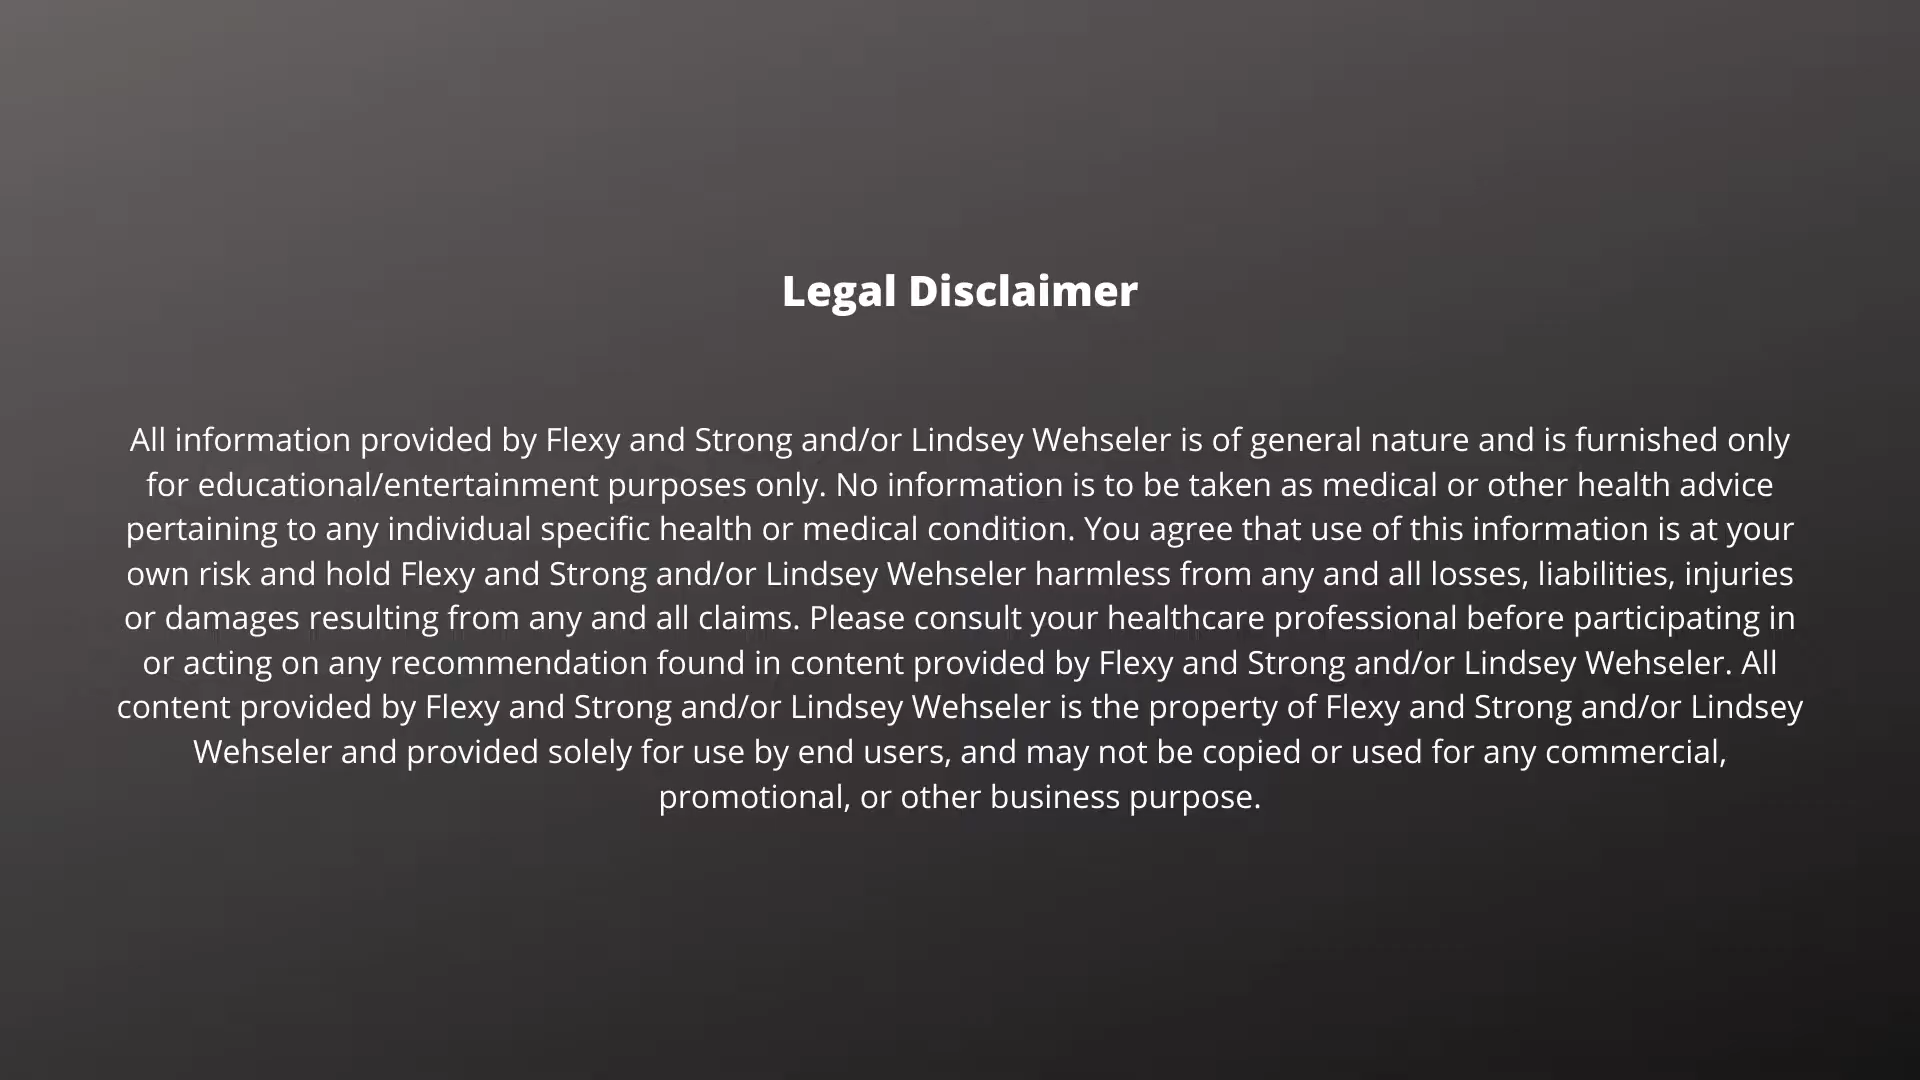 Legal Disclaimer
All information provided by Flexy and Strong and/or Lindsey Wehseler is of general nature and is furnished only
for educational/entertainment purposes only. No information is to be taken as medical or other health advice
pertaining to any individual specific health or medical condition. You agree that use of this information is at your
own risk and hold Flexy and Strong and/or Lindsey Wehseler harmless from any and all losses, liabilities, injuries
or damages resulting from any and all claims. Please consult your healthcare professional before participating in
or acting on any recommendation found in content provided by Flexy and Strong and/or Lindsey Wehseler. All
content provided by Flexy and Strong and/or Lindsey Wehseler is the property of Flexy and Strong and/or Lindsey
Wehseler and provided solely for use by end users, and may not be copied or used for any commercial,
promotional, or other business purpose.